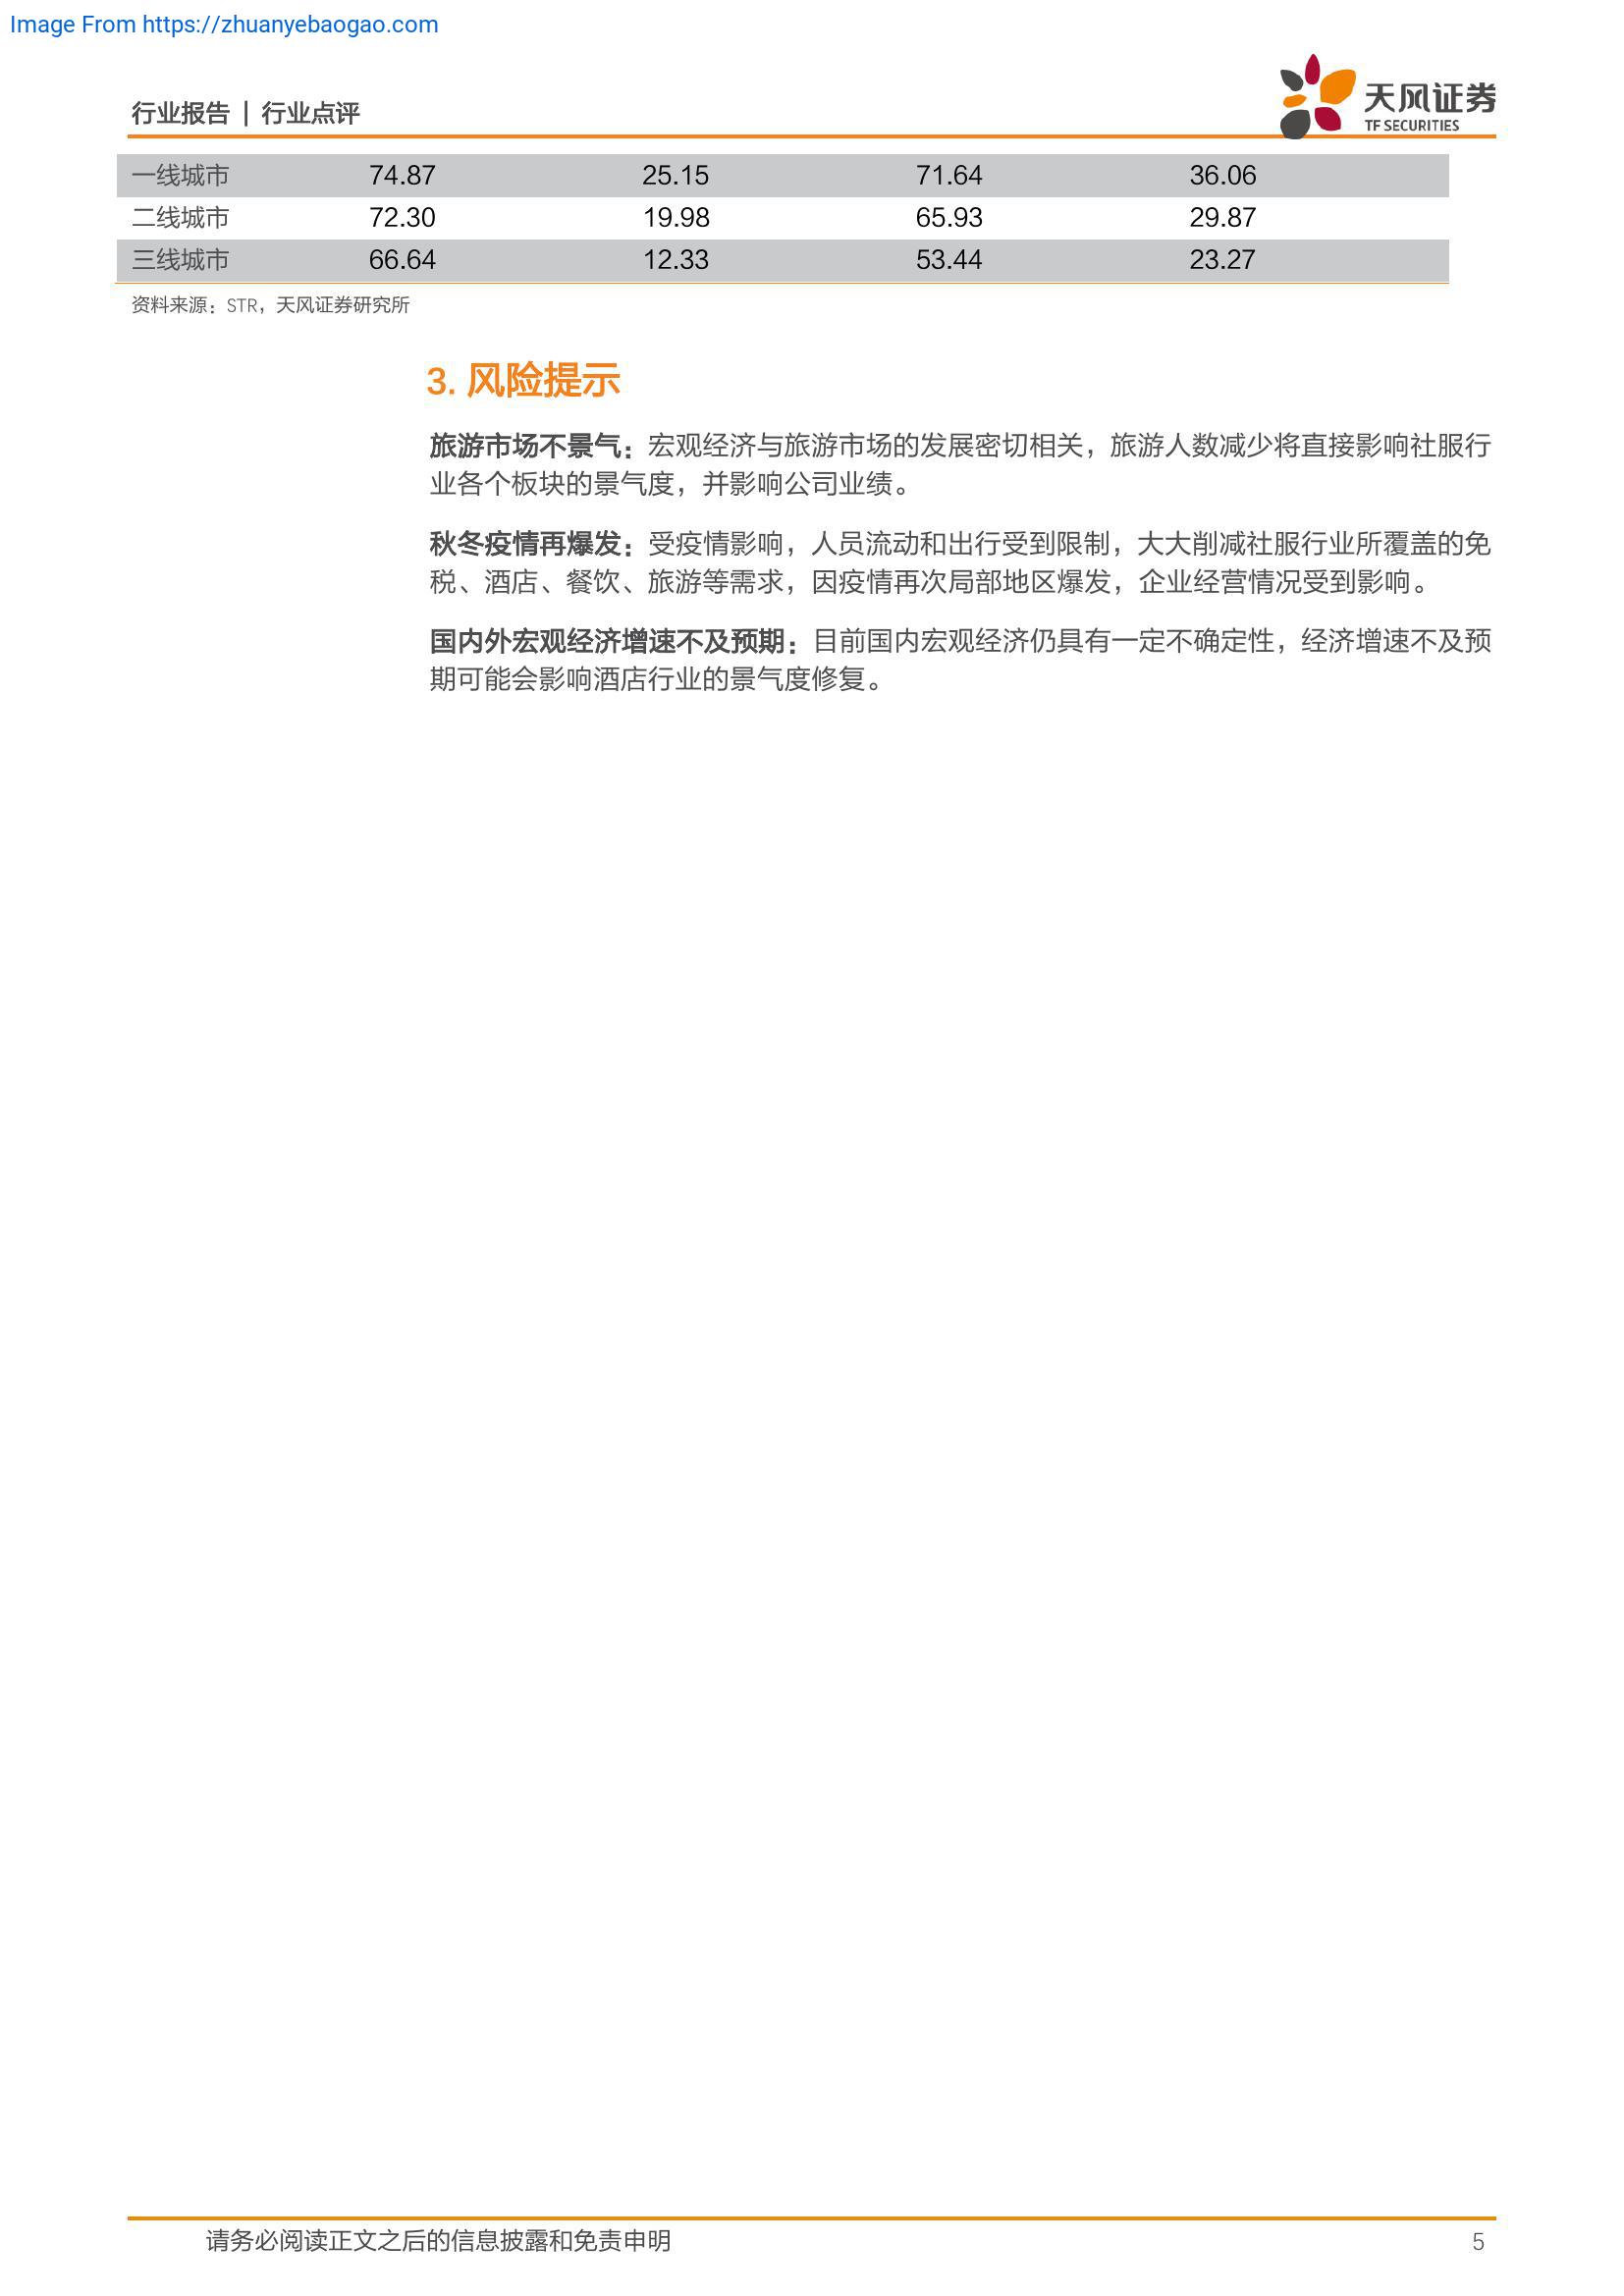 Image From https://zhuanyebaogao.com
行业报告 | 行业点评
天风证券
TF SECURITIES
一线城市 74.87 25.15 71.64 36.06
二线城市 72.30 19.98 65.93 29.87
三线城市 66.64 12.33 53.44 23.27
资料来源：STR，天风证券研究所
3. 风险提示
旅游市场不景气：宏观经济与旅游市场的发展密切相关，旅游人数减少将直接影响社服行
业各个板块的景气度，并影响公司业绩。
秋冬疫情再爆发：受疫情影响，人员流动和出行受到限制，大大削减社服行业所覆盖的免
税、酒店、餐饮、旅游等需求，因疫情再次局部地区爆发，企业经营情况受到影响。
国内外宏观经济增速不及预期：目前国内宏观经济仍具有一定不确定性，经济增速不及预
期可能会影响酒店行业的景气度修复。
请务必阅读正文之后的信息披露和免责申明 5